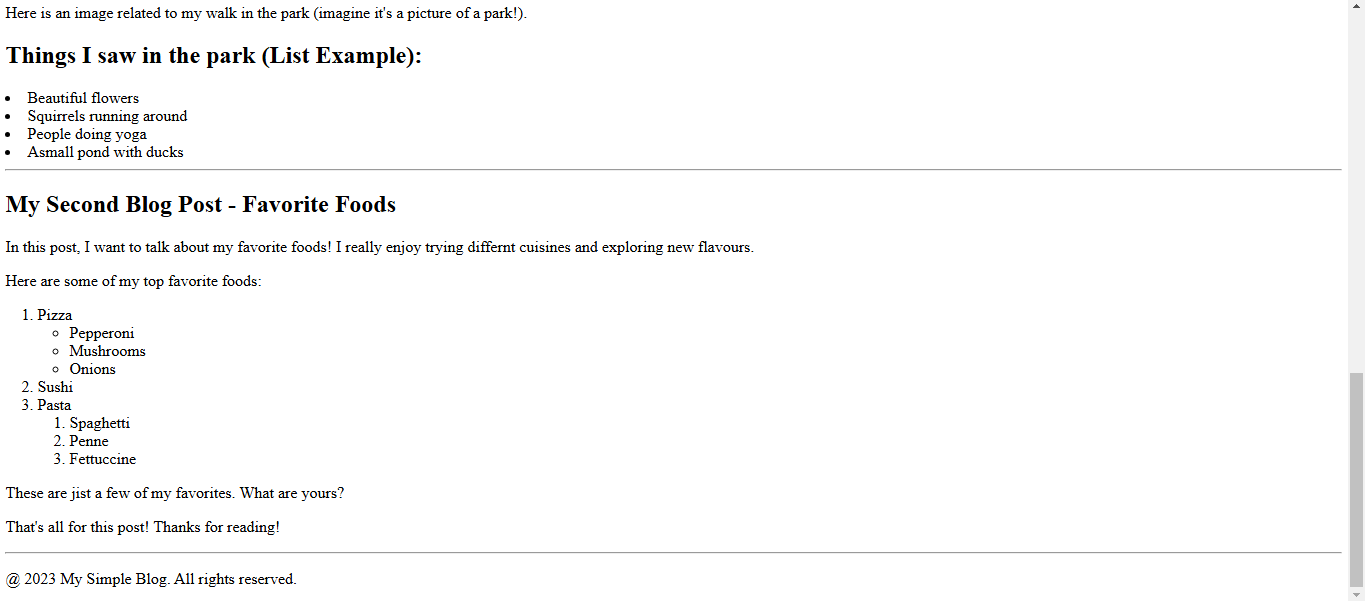 Here is an image related to my walk in the park (imagine it's a picture of a park!).
Things I saw in the park (List Example):
• Beautiful flowers
• Squirrels running around
• People doing yoga
• Asmall pond with ducks
My Second Blog Post - Favorite Foods
In this post, I want to talk about my favorite foods! I really enjoy trying differnt cuisines and exploring new flavours.
Here are some of my top favorite foods:
1. Pizza
◦ Pepperoni
◦ Mushrooms
◦ Onions
2. Sushi
3. Pasta
1. Spaghetti
2. Penne
3. Fettuccine
These are jist a few of my favorites. What are yours?
That's all for this post! Thanks for reading!
@ 2023 My Simple Blog. All rights reserved.